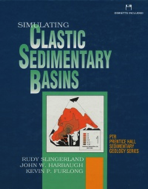 SIMULATING
CLASTIC
SEDIMENTARY
BASINS
PTR
PRENTICE HALL
SEDIMENTARY
GEOLOGY SERIES
RUDY SLINGERLAND
JOHN W. HARBAUGH
KEVIN P. FURLONG